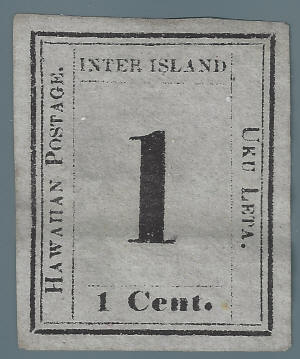 INTER ISLAND
HAWAIIAN POSTAGE.
1
UKU LETA.
1 Cent.